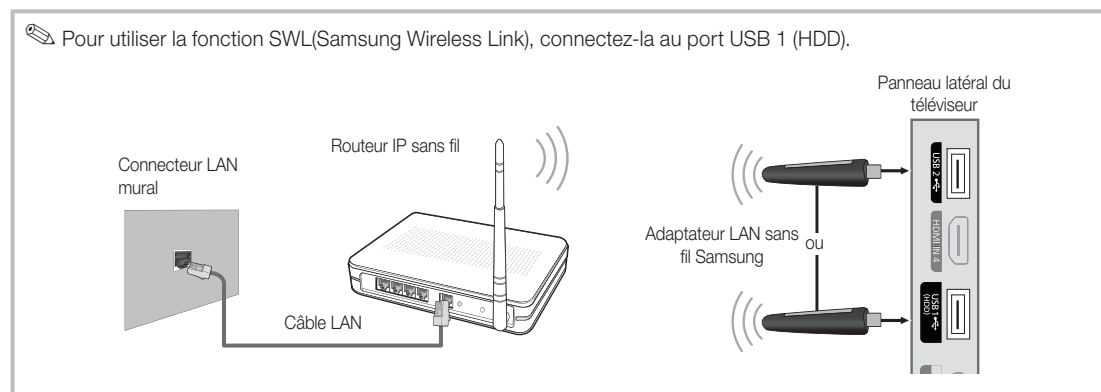 Pour utiliser la fonction SWL(Samsung Wireless Link), connectez-la au port USB 1 (HDD).
Panneau latéral du
téléviseur
Routeur IP sans fil
Connecteur LAN
mural
Adaptateur LAN sans
fil Samsung
ou
Câble LAN
USB 2
HDMI IN 4
USB 1
(HDD)